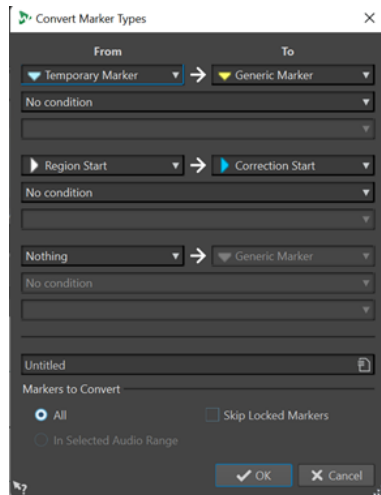 Convert Marker Types
From To
Temporary Marker Generic Marker
No condition
Region Start Correction Start
No condition
Nothing Generic Marker
No condition
Untitled
Markers to Convert
All Skip Locked Markers
In Selected Audio Range
OK Cancel